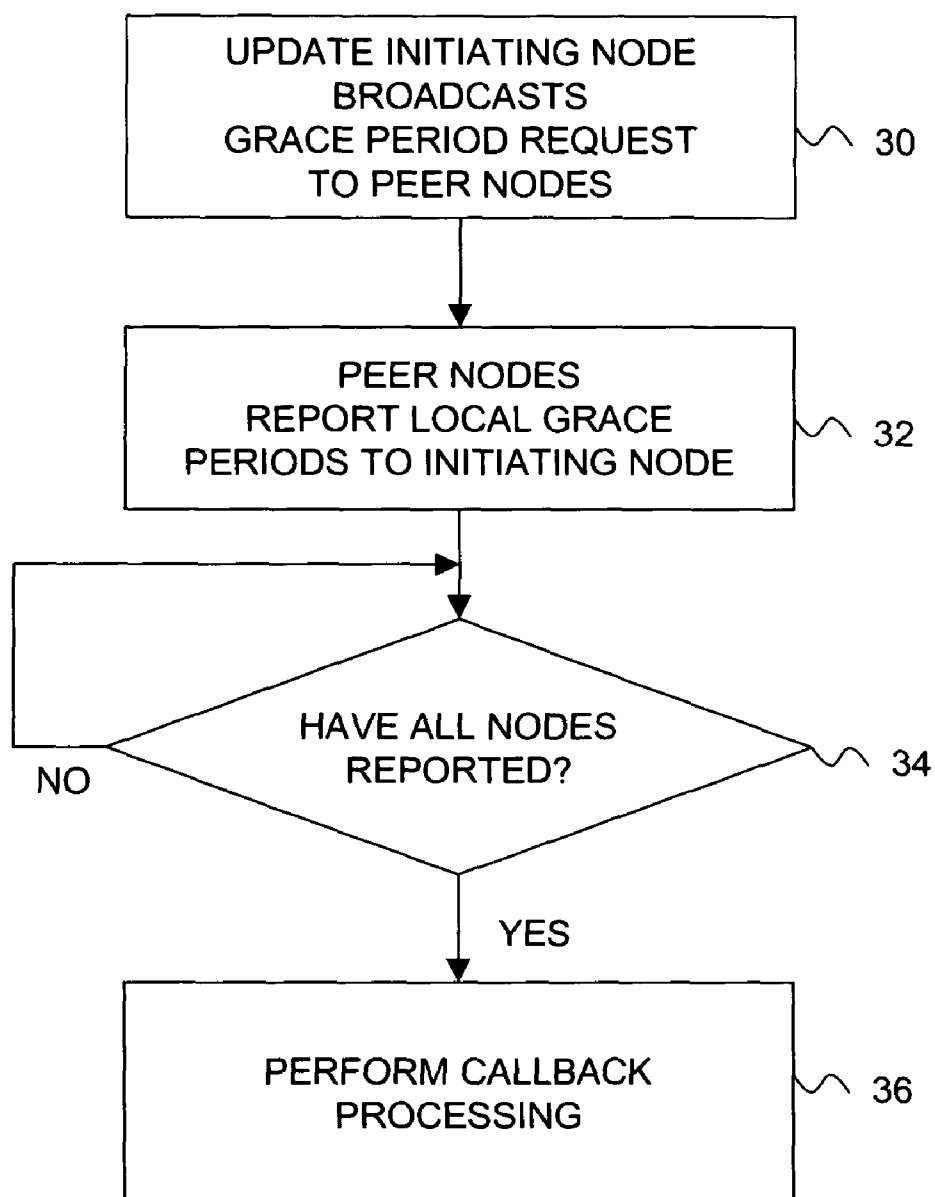 UPDATE INITIATING NODE
BROADCASTS
GRACE PERIOD REQUEST
TO PEER NODES
30
PEER NODES
REPORT LOCAL GRACE
PERIODS TO INITIATING NODE
32
HAVE ALL NODES
REPORTED?
34
NO
YES
PERFORM CALLBACK
PROCESSING
36